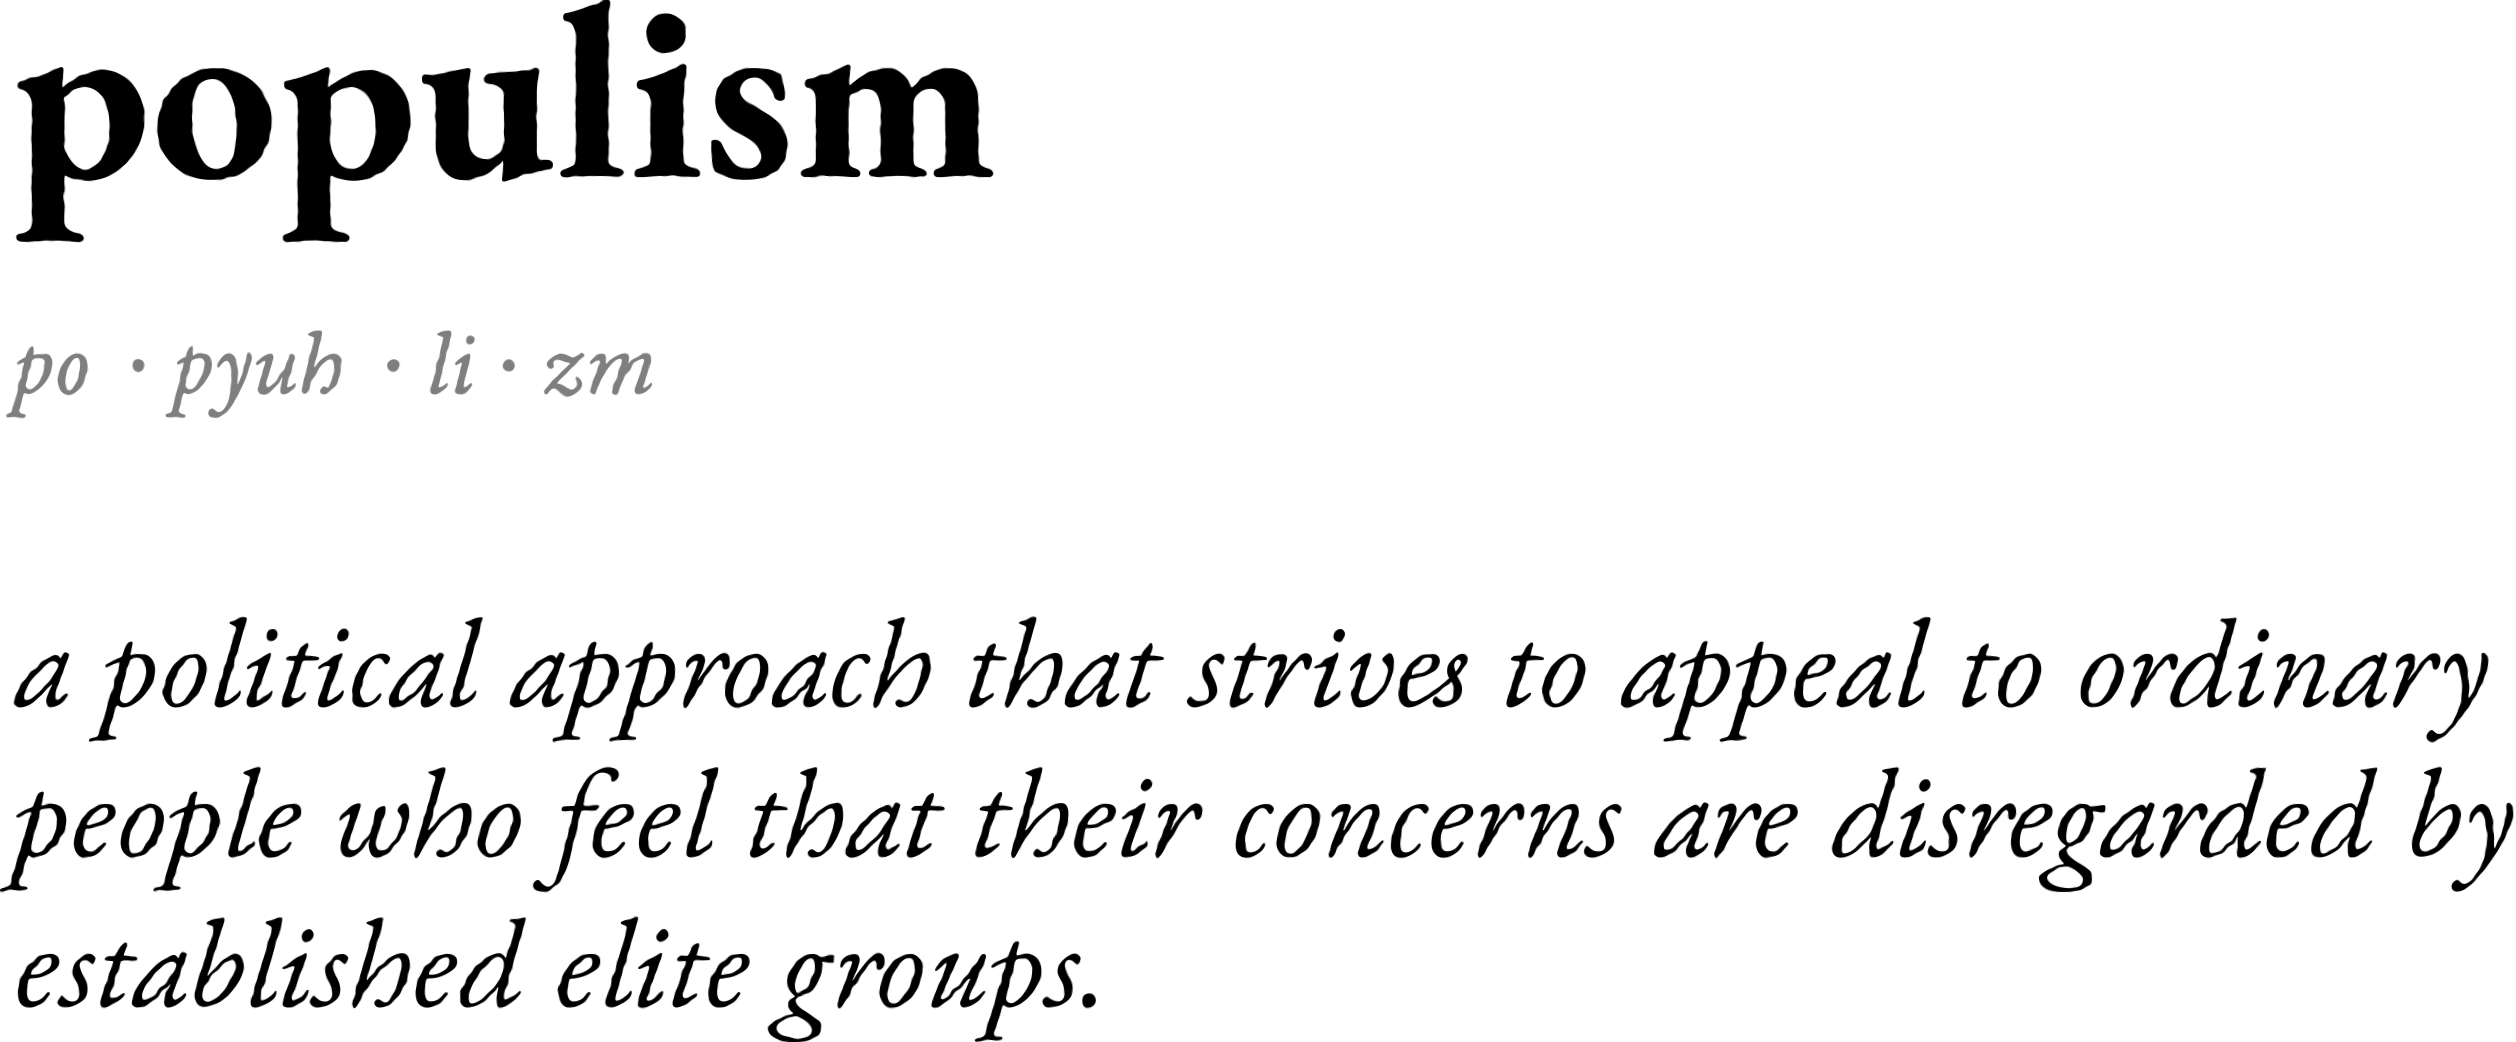 populism
po · pyuh · li · zm
a political approach that strives to appeal to ordinary
people who feel that their concerns are disregarded by
established elite groups.